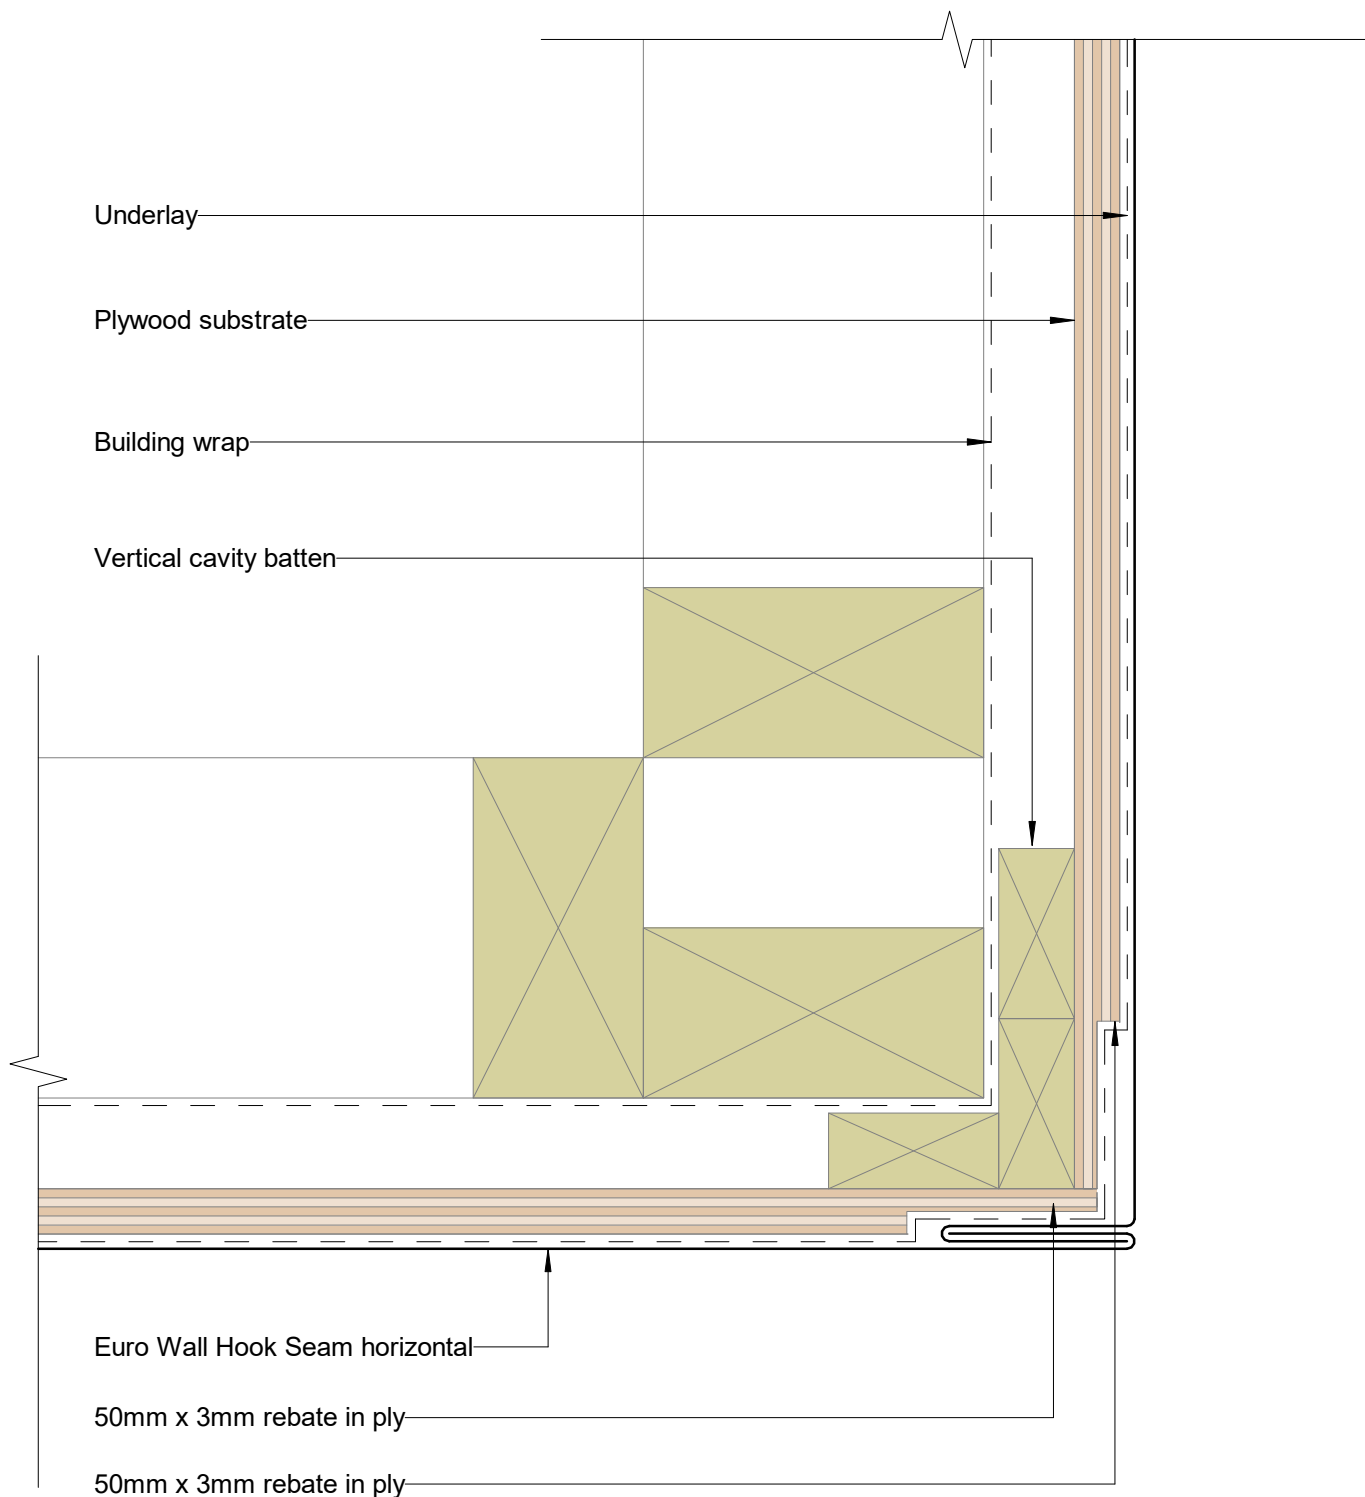 Underlay
Plywood substrate
Building wrap
Vertical cavity batten
Euro Wall Hook Seam horizontal
50mm x 3mm rebate in ply
50mm x 3mm rebate in ply